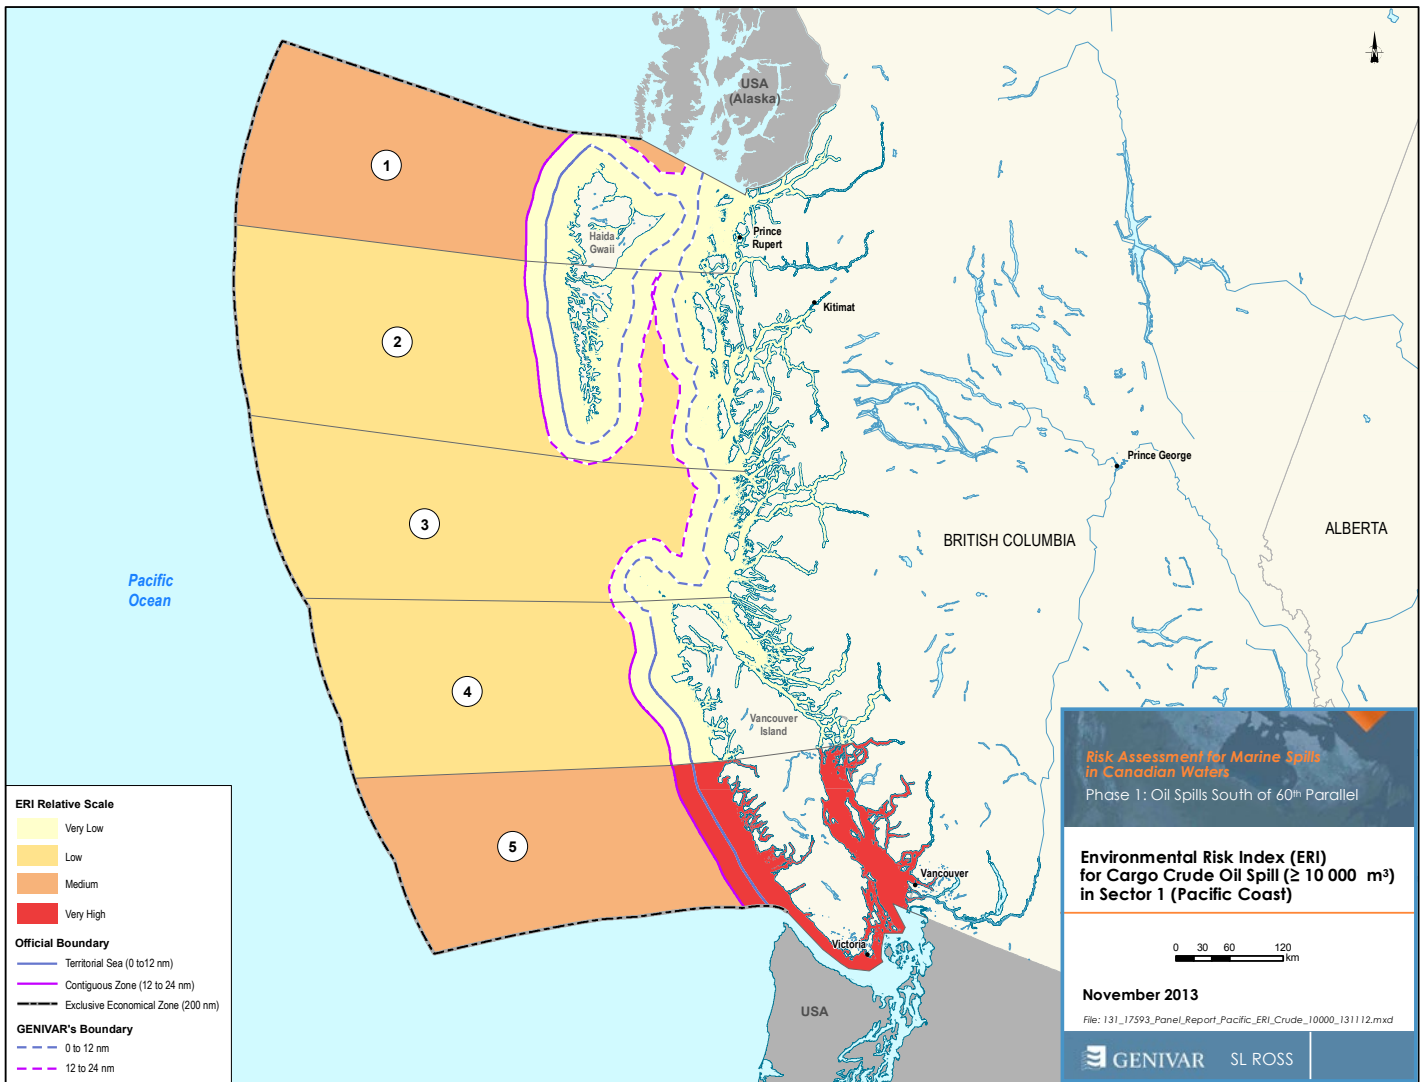 USA
(Alaska)
1
Haida
Gwaii
Prince
Rupert
Kitimat
2
Prince George
3
BRITISH COLUMBIA
ALBERTA
Pacific
Ocean
4
Vancouver
Island
5
Vancouver
Victoria
USA
ERI Relative Scale
Very Low
Low
Medium
Very High
Official Boundary
Territorial Sea (0 to12 nm)
Contiguous Zone (12 to 24 nm)
Exclusive Economical Zone (200 nm)
GENIVAR's Boundary
0 to 12 nm
12 to 24 nm
Risk Assessment for Marine Spills
in Canadian Waters
Phase 1: Oil Spills South of 60th Parallel
Environmental Risk Index (ERI)
for Cargo Crude Oil Spill (≥ 10 000 m³)
in Sector 1 (Pacific Coast)
0 30 60 120
km
November 2013
File: 131_17593_Panel_Report_Pacific_ERI_Crude_10000_131112.mxd
GENIVAR SL ROSS